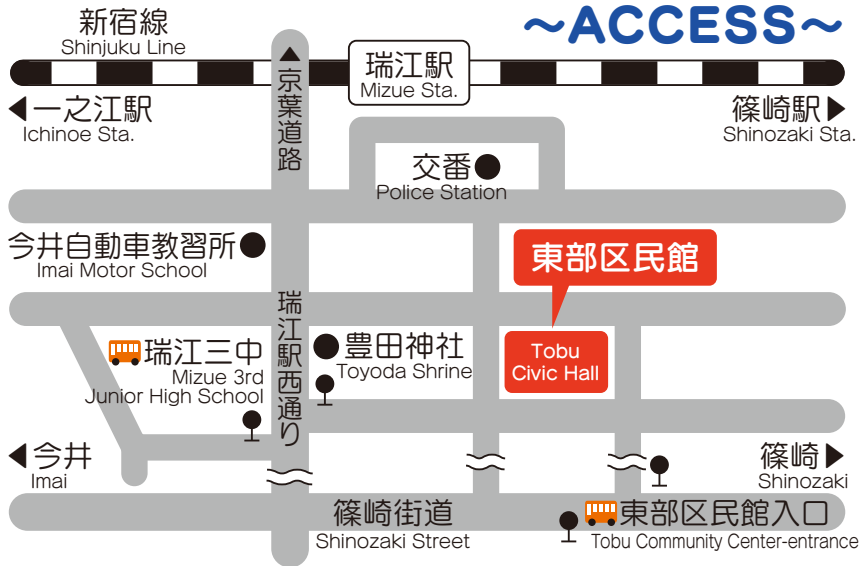 ~ACCESS~
新宿線
Shinjuku Line
瑞江駅
Mizue Sta.
▲京葉道路
◀一之江駅
Ichinoe Sta.
篠崎駅▶
Shinozaki Sta.
交番●
Police Station
今井自動車教習所●
Imai Motor School
東部区民館
Tobu
Civic Hall
瑞江駅西通り
瑞江三中
Mizue 3rd
Junior High School
●豊田神社
Toyoda Shrine
◀今井
Imai
篠崎▶
Shinozaki
篠崎街道
Shinozaki Street
東部区民館入口
Tobu Community Center-entrance